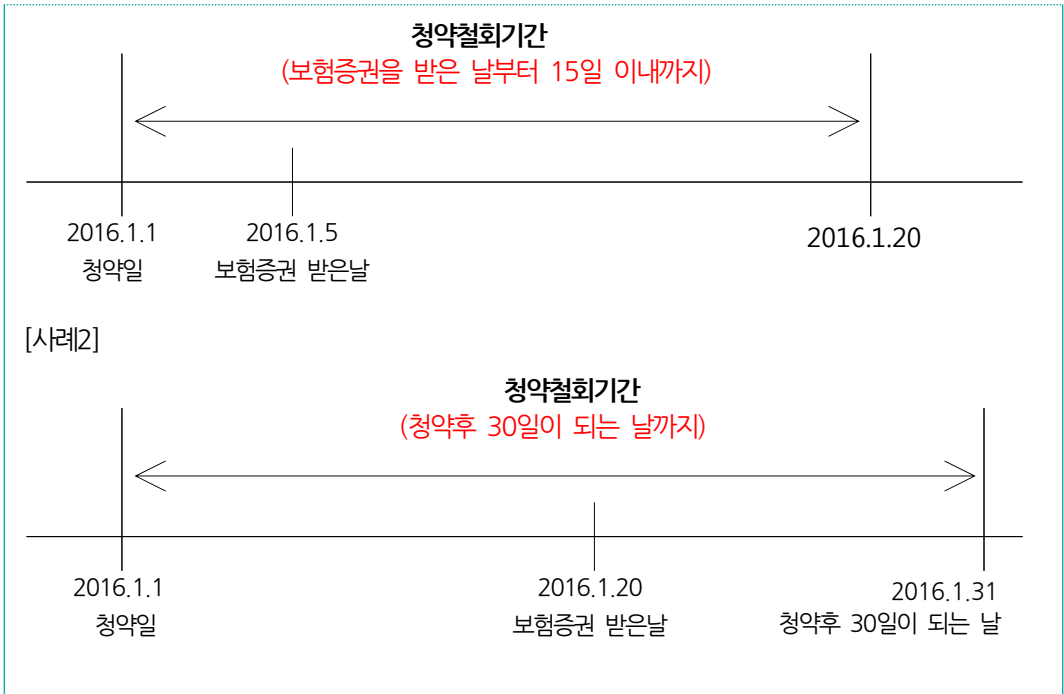 청약철회기간
(보험증권을 받은 날부터 15일 이내까지)
2016.1.1 2016.1.5 2016.1.20
청약일 보험증권 받은날
[사례2]
청약철회기간
(청약후 30일이 되는 날까지)
2016.1.1 2016.1.20 2016.1.31
청약일 보험증권 받은날 청약후 30일이 되는 날